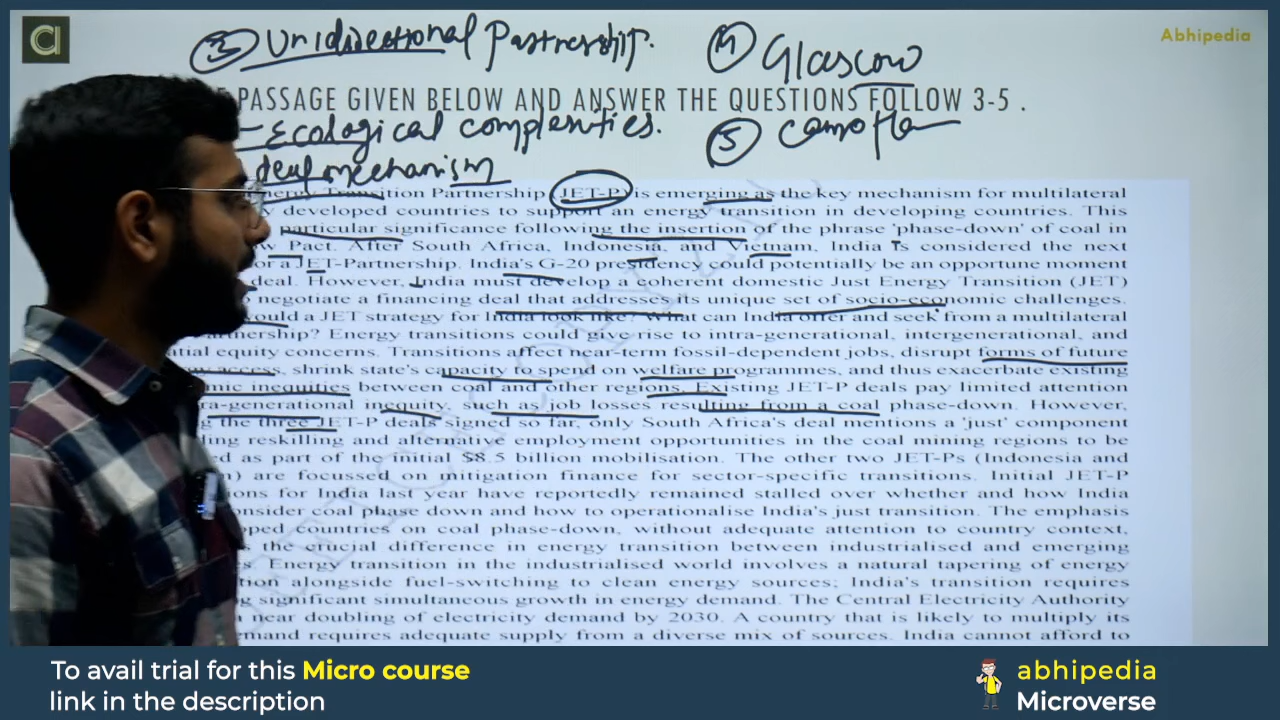 ③ Unidirectional Partnership. ④ Glascow
Abhipedia
PASSAGE GIVEN BELOW AND ANSWER THE QUESTIONS FOLLOW 3-5 .
- Ecological complexities. ⑤
deaf mechanism
Transition Partnership (JET-P) is emerging as the key mechanism for multilateral
developed countries to support an energy transition in developing countries. This
particular significance following the insertion of the phrase 'phase-down' of coal in
Pact. After South Africa, Indonesia, and Vietnam, India is considered the next
or a JET-Partnership. India's G-20 presidency could potentially be an opportune moment
deal. However, India must develop a coherent domestic Just Energy Transition (JET)
negotiate a financing deal that addresses its unique set of socio-economic challenges.
would a JET strategy for India look like? What can India offer and seek from a multilateral
Energy transitions could give rise to intra-generational, intergenerational, and
equity concerns. Transitions affect near-term fossil-dependent jobs, disrupt forms of future
shrink state's capacity to spend on welfare programmes, and thus exacerbate existing
inequities between coal and other regions. Existing JET-P deals pay limited attention
inequity, such as job losses resulting from a coal phase-down. However,
the three JET-P deals signed so far, only South Africa's deal mentions a 'just' component
reskilling and alternative employment opportunities in the coal mining regions to be
as part of the initial $8.5 billion mobilisation. The other two JET-Ps (Indonesia and
are focussed on mitigation finance for sector-specific transitions. Initial JET-P
for India last year have reportedly remained stalled over whether and how India
coal phase down and how to operationalise India's just transition. The emphasis
countries on coal phase-down, without adequate attention to country context,
the crucial difference in energy transition between industrialised and emerging
Energy transition in the industrialised world involves a natural tapering of energy
alongside fuel-switching to clean energy sources; India's transition requires
significant simultaneous growth in energy demand. The Central Electricity Authority
near doubling of electricity demand by 2030. A country that is likely to multiply its
requires adequate supply from a diverse mix of sources. India cannot afford to
To avail trial for this Micro course
link in the description
abhipedia
Microverse